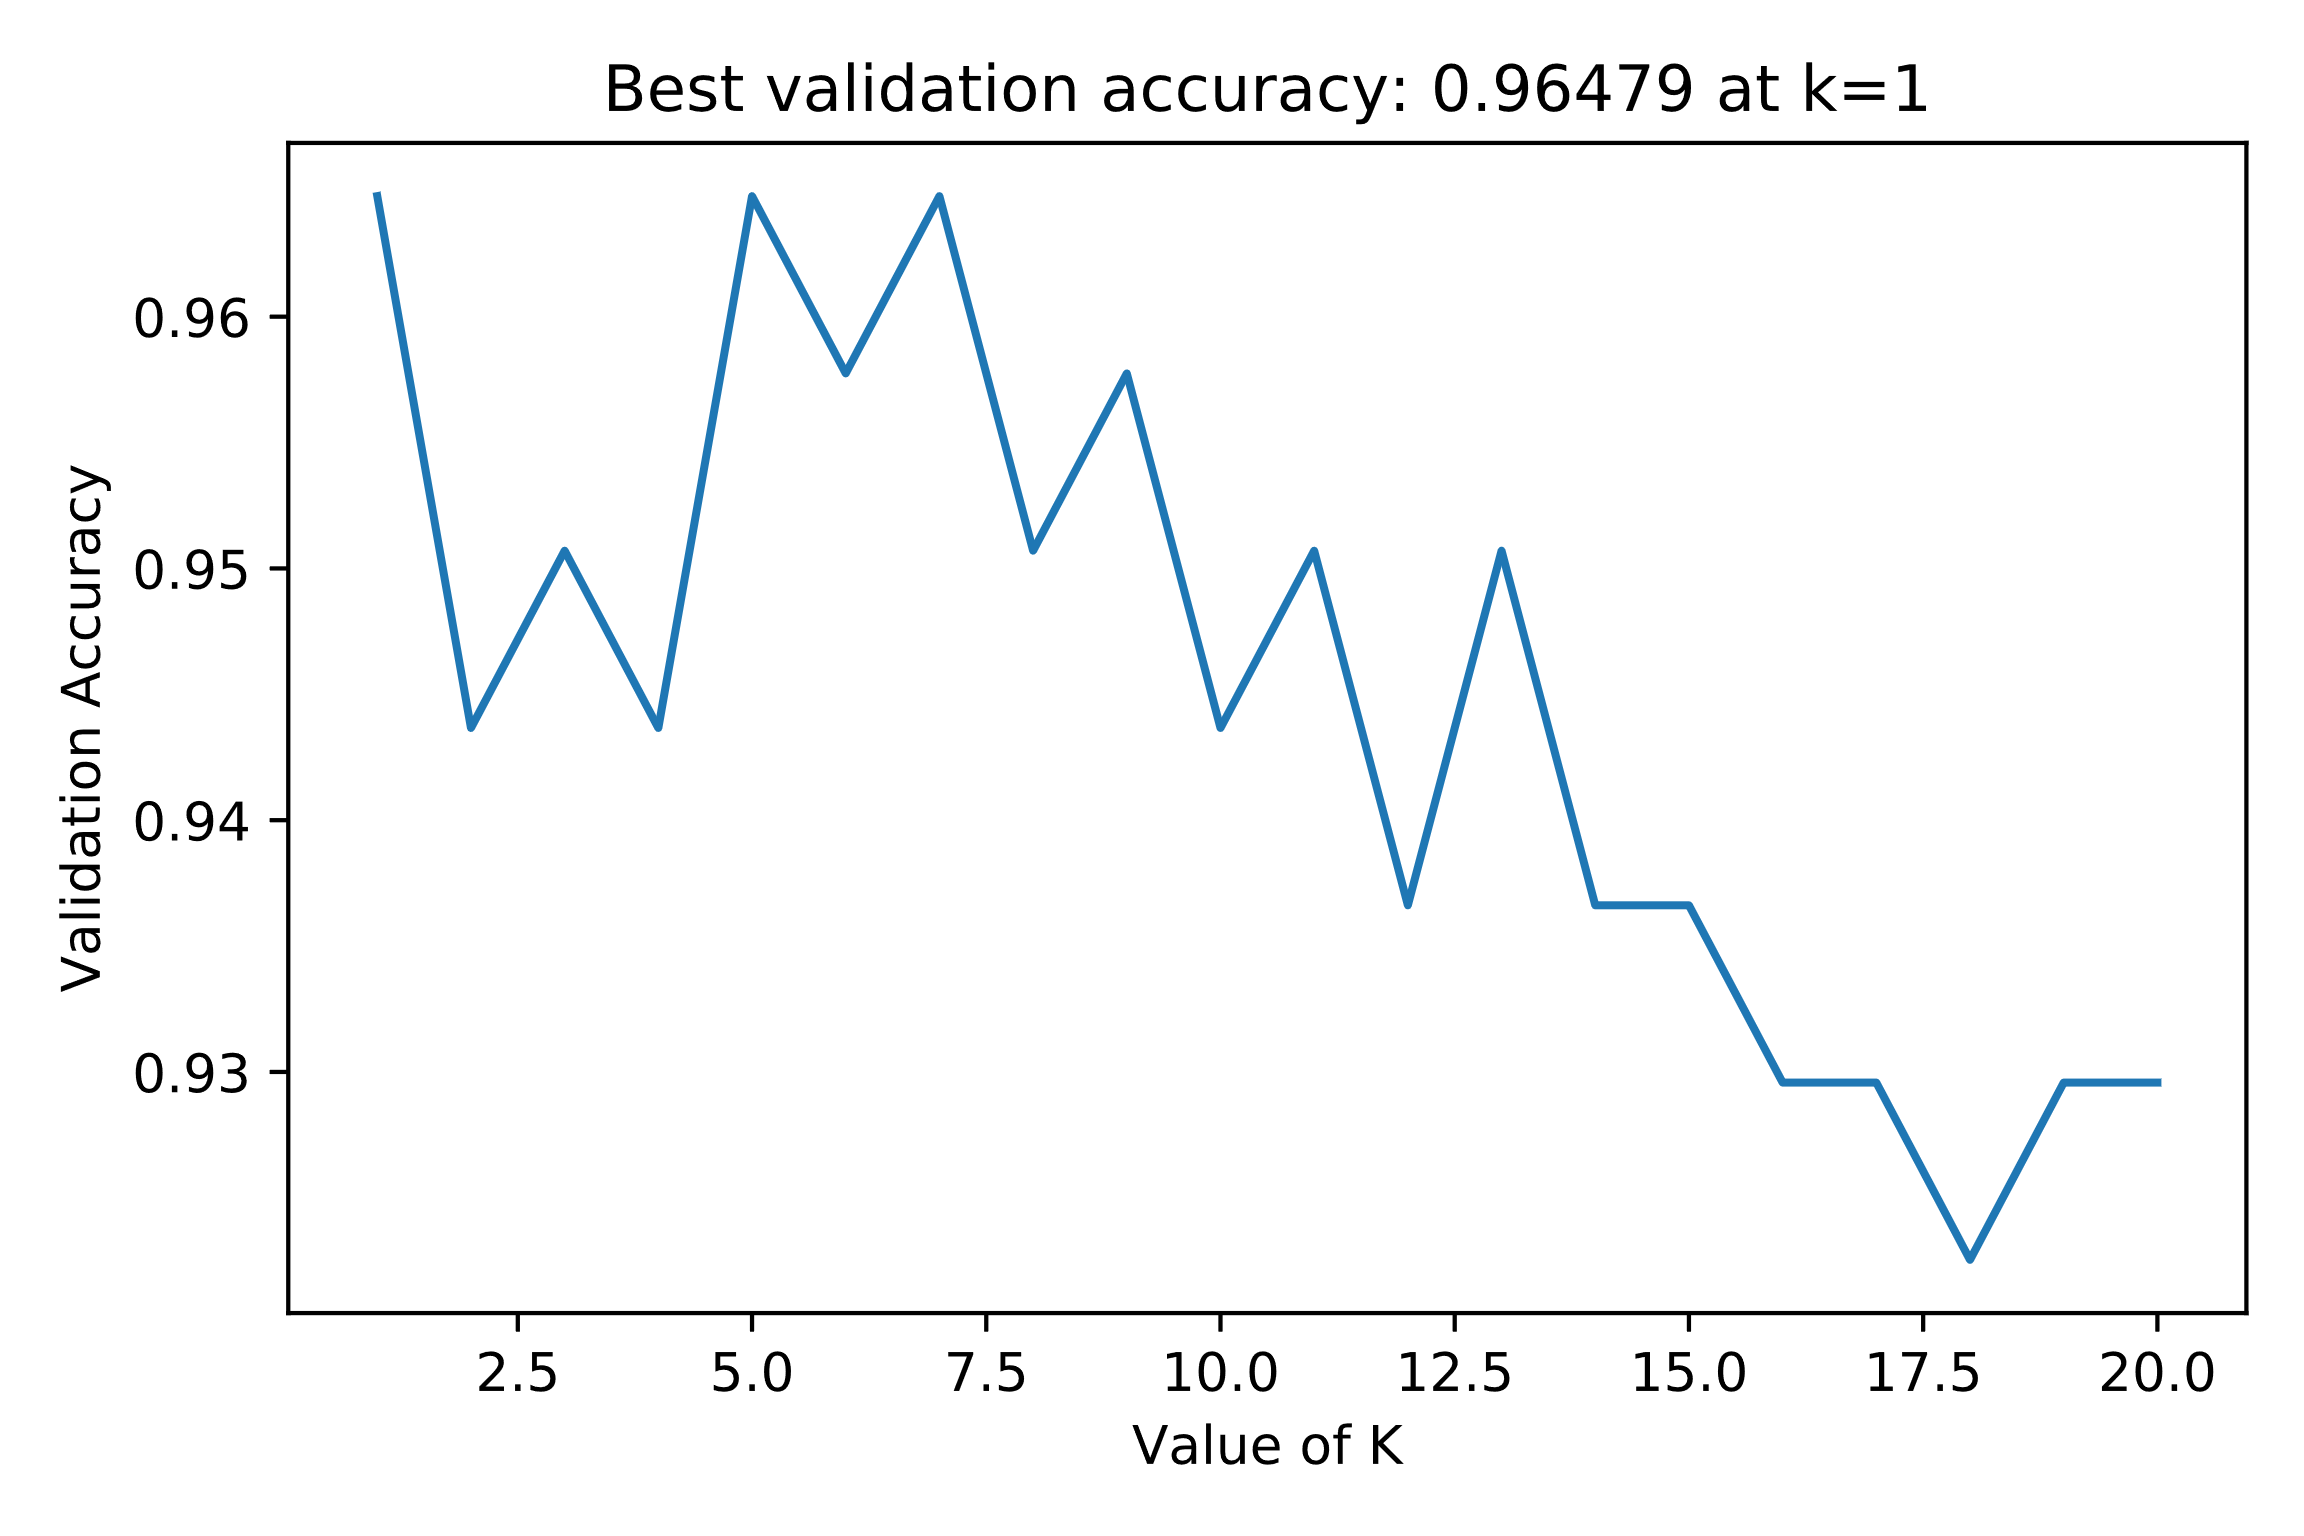 Best validation accuracy: 0.96479 at k=1
Validation Accuracy
0.96
0.95
0.94
0.93
2.5 5.0 7.5 10.0 12.5 15.0 17.5 20.0
Value of K